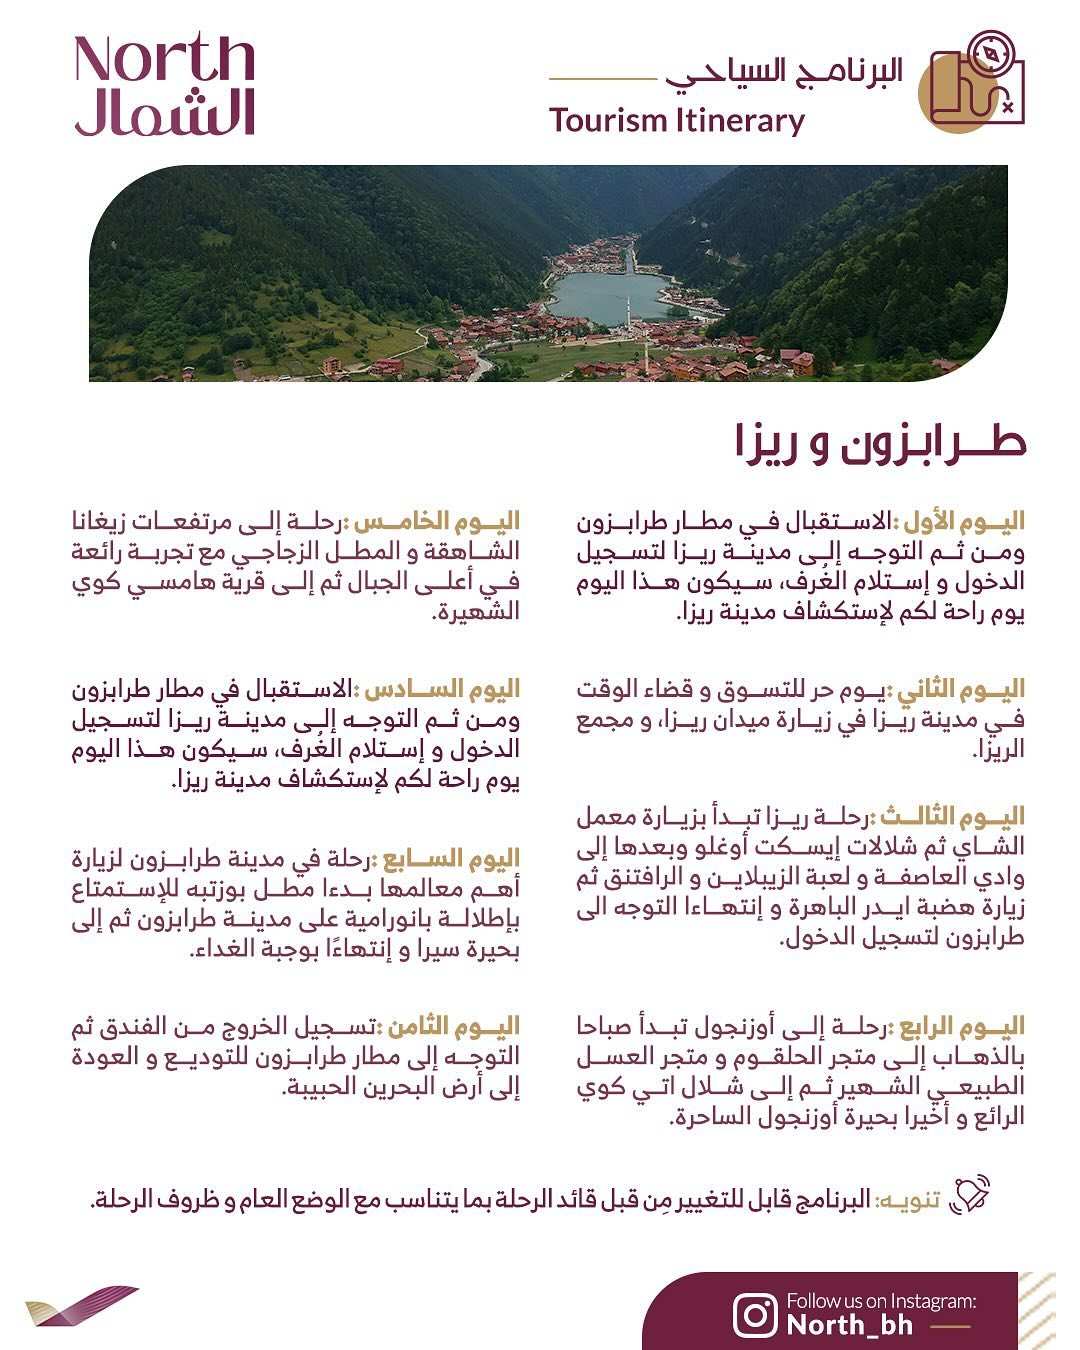 North
الشمال
البرنامج السياحي
Tourism Itinerary
طرابزون و ريزا
اليوم الأول: الاستقبال في مطار طرابزون
ومن ثم التوجه إلى مدينة ريزا لتسجيل
الدخول و إستلام الغُرف، سيكون هذا اليوم
يوم راحة لكم لإستكشاف مدينة ريزا.
اليوم الثاني: يوم حر للتسوق و قضاء الوقت
في مدينة ريزا في زيارة ميدان ريزا، و مجمع
الريزا.
اليوم الثالث: رحلة ريزا تبدأ بزيارة معمل
الشاي ثم شلالات إيسكت أوغلو وبعدها إلى
وادي العاصفة و لعبة الزيبلاين و الرافتنق ثم
زيارة هضبة ايدر الباهرة و إنتهاءا التوجه الى
طرابزون لتسجيل الدخول.
اليوم الرابع: رحلة إلى أوزنجول تبدأ صباحا
بالذهاب إلى متجر الحلقوم و متجر العسل
الطبيعي الشهير ثم إلى شلال اتي كوي
الرائع و أخيرا بحيرة أوزنجول الساحرة.
اليوم الخامس: رحلة إلى مرتفعات زيغانا
الشاهقة و المطل الزجاجي مع تجربة رائعة
في أعلى الجبال ثم إلى قرية هامسي كوي
الشهيرة.
اليوم السادس: الاستقبال في مطار طرابزون
ومن ثم التوجه إلى مدينة ريزا لتسجيل
الدخول و إستلام الغُرف، سيكون هذا اليوم
يوم راحة لكم لإستكشاف مدينة ريزا.
اليوم السابع: رحلة في مدينة طرابزون لزيارة
أهم معالمها بدءا مطل بوزتبه للإستمتاع
بإطلالة بانورامية على مدينة طرابزون ثم إلى
بحيرة سيرا و إنتهاءًا بوجبة الغداء.
اليوم الثامن: تسجيل الخروج من الفندق ثم
التوجه إلى مطار طرابزون للتوديع و العودة
إلى أرض البحرين الحبيبة.
تنويه: البرنامج قابل للتغيير مِن قبل قائد الرحلة بما يتناسب مع الوضع العام و ظروف الرحلة.
Follow us on Instagram:
North_bh